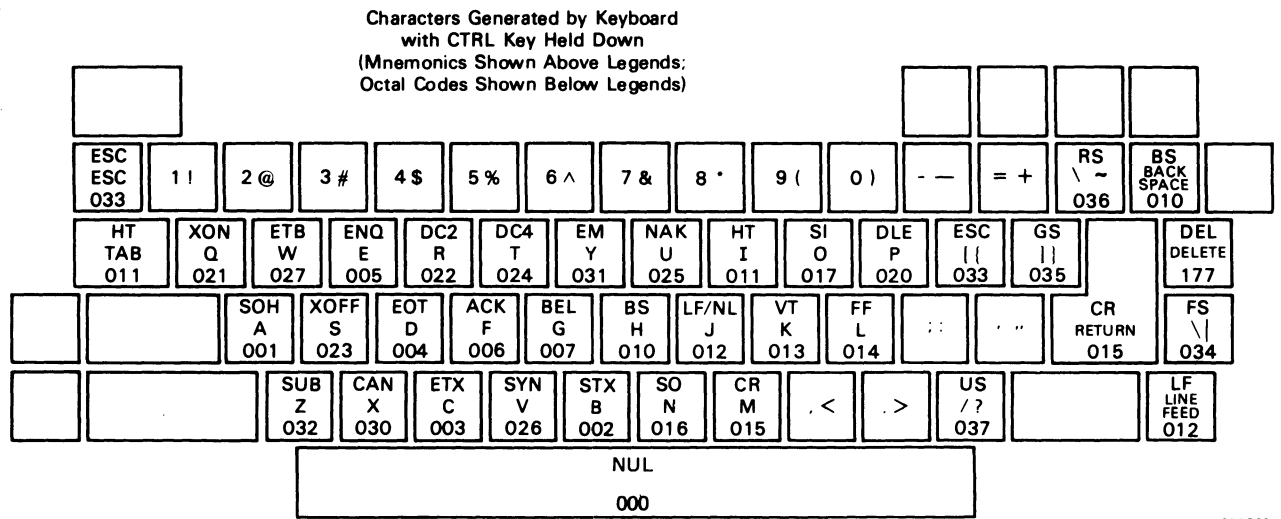 Characters Generated by Keyboard
with CTRL Key Held Down
(Mnemonics Shown Above Legends;
Octal Codes Shown Below Legends)
ESC RS BS
ESC 1 ! 2 @ 3 # 4 $ 5 % 6 ^ 7 & 8 * 9 ( 0 ) - — = + ` ~ BACK
SPACE
033 036 010
HT XON ETB ENQ DC2 DC4 EM NAK HT SI DLE ESC GS DEL
TAB Q W E R T Y U I O P [ { ] } DELETE
011 021 027 005 022 024 031 025 011 017 020 033 035 177
SOH XOFF EOT ACK BEL BS LF/NL VT FF CR FS
A S D F G H J K L ; : ' " RETURN \ |
001 023 004 006 007 010 012 013 014 015 034
SUB CAN ETX SYN STX SO CR US LF
Z X C V B N M , < . > / ? LINE
FEED
032 030 003 026 002 016 015 037 012
NUL
000